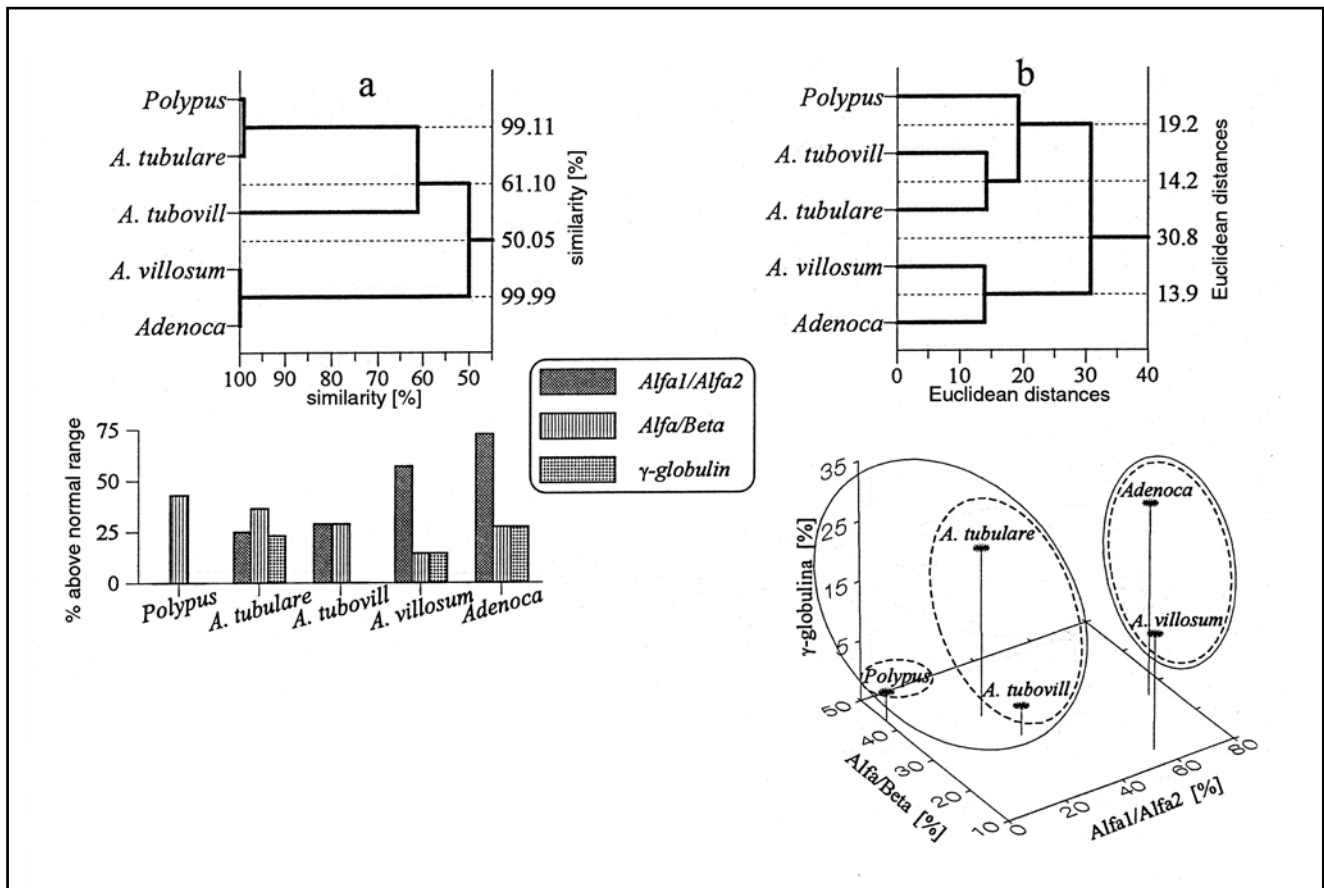 a
Polypus
A. tubulare
A. tubovill
A. villosum
Adenoca
99.11
61.10
50.05
99.99
similarity [%]
100 90 80 70 60 50
similarity [%]
b
Polypus
A. tubovill
A. tubulare
A. villosum
Adenoca
19.2
14.2
30.8
13.9
Euclidean distances
0 10 20 30 40
Euclidean distances
Alfa1/Alfa2
Alfa/Beta
γ-globulin
% above normal range
75
50
25
0
Polypus A. tubulare A. tubovill A. villosum Adenoca
γ-globulina [%]
35
25
15
5
Adenoca
A. tubulare
A. villosum
Polypus
A. tubovill
50 40 30 20 10
Alfa/Beta [%]
0 20 40 60 80
Alfa1/Alfa2 [%]